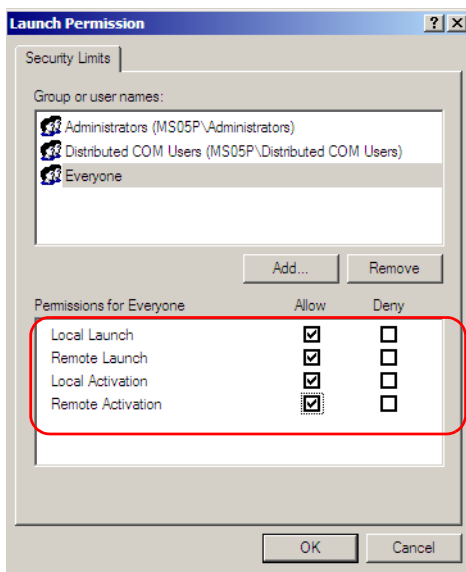 Launch Permission
Security Limits
Group or user names:
Administrators (MS05P\Administrators)
Distributed COM Users (MS05P\Distributed COM Users)
Everyone
Add... Remove
Permissions for Everyone Allow Deny
Local Launch
Remote Launch
Local Activation
Remote Activation
OK Cancel